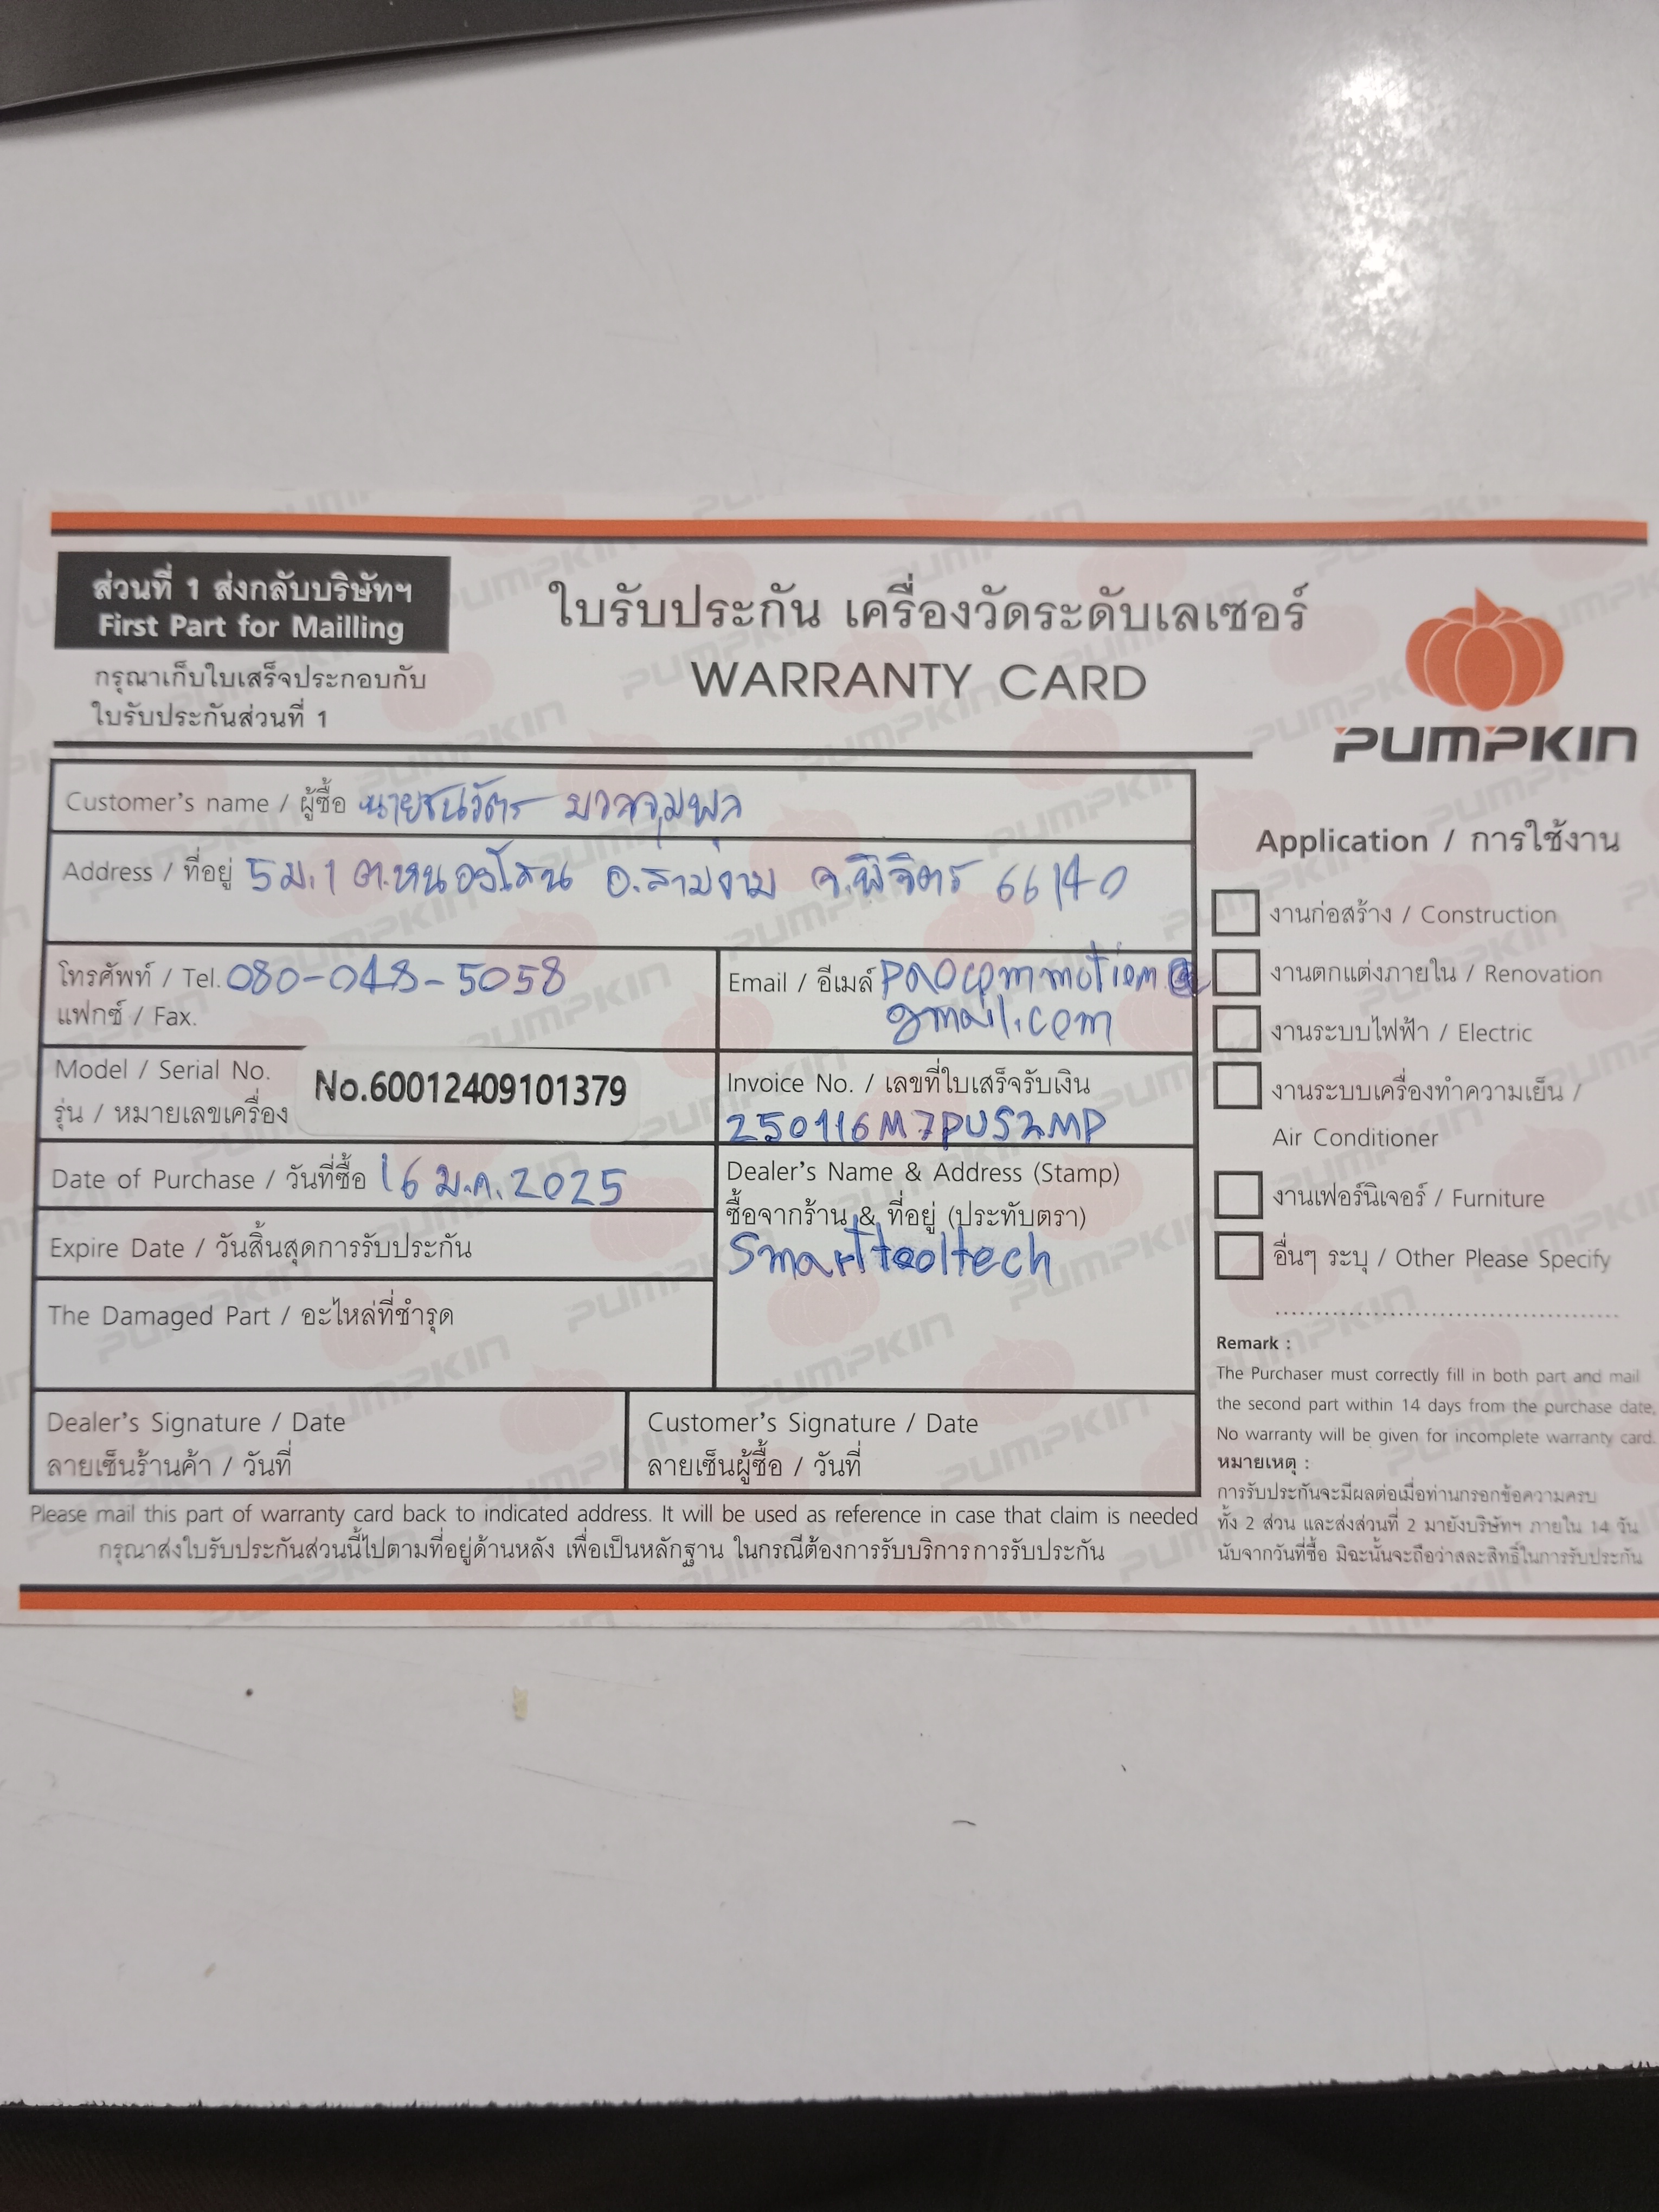 ส่วนที่ 1 ส่งกลับบริษัทฯ
First Part for Mailling
กรุณาเก็บใบเสร็จประกอบกับ
ใบรับประกันส่วนที่ 1
ใบรับประกัน เครื่องวัดระดับเลเซอร์
WARRANTY CARD
PUMPKIN
Customer's name / ผู้ซื้อ นายชนวัตร บวรจุมพล
Address / ที่อยู่ 5 ม.1 ต.หนองโสน อ.สามง่าม จ.พิจิตร 66140
โทรศัพท์ / Tel. 080-048-5058
แฟกซ์ / Fax.
Email / อีเมล์
gmail.com
Model / Serial No.
รุ่น / หมายเลขเครื่อง
No.60012409101379
Invoice No. / เลขที่ใบเสร็จรับเงิน
250116M7PUS2MP
Date of Purchase / วันที่ซื้อ 16 ม.ค. 2025
Expire Date / วันสิ้นสุดการรับประกัน
The Damaged Part / อะไหล่ที่ชำรุด
Dealer's Name & Address (Stamp)
ซื้อจากร้าน & ที่อยู่ (ประทับตรา)
Smarttooltech
Dealer's Signature / Date
ลายเซ็นร้านค้า / วันที่
Customer's Signature / Date
ลายเซ็นผู้ซื้อ / วันที่
Please mail this part of warranty card back to indicated address. It will be used as reference in case that claim is needed
กรุณาส่งใบรับประกันส่วนนี้ไปตามที่อยู่ด้านหลัง เพื่อเป็นหลักฐาน ในกรณีต้องการรับบริการการรับประกัน
Application / การใช้งาน
งานก่อสร้าง / Construction
งานตกแต่งภายใน / Renovation
งานระบบไฟฟ้า / Electric
งานระบบเครื่องทำความเย็น /
Air Conditioner
งานเฟอร์นิเจอร์ / Furniture
อื่นๆ ระบุ / Other Please Specify
Remark :
The Purchaser must correctly fill in both part and mail
the second part within 14 days from the purchase date,
No warranty will be given for incomplete warranty card.
หมายเหตุ :
การรับประกันจะมีผลต่อเมื่อท่านกรอกข้อความครบ
ทั้ง 2 ส่วน และส่งส่วนที่ 2 มายังบริษัทฯ ภายใน 14 วัน
นับจากวันที่ซื้อ มิฉะนั้นจะถือว่าสละสิทธิ์ในการรับประกัน